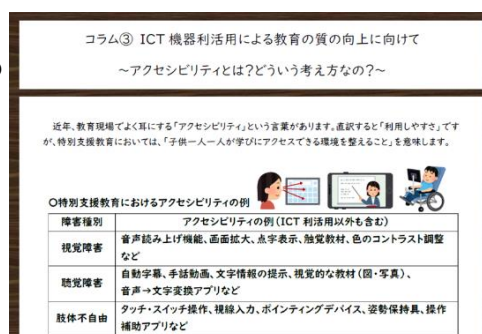 コラム③ ICT 機器利活用による教育の質の向上に向けて
~アクセシビリティとは?どういう考え方なの?~
近年、教育現場でよく耳にする「アクセシビリティ」という言葉があります。直訳すると「利用しやすさ」です
が、特別支援教育においては、「子供一人一人が学びにアクセスできる環境を整えること」を意味します。
〇特別支援教育におけるアクセシビリティの例
障害種別 アクセシビリティの例(ICT 利活用以外も含む)
視覚障害 音声読み上げ機能、画面拡大、点字表示、触覚教材、色のコントラスト調整
など
聴覚障害 自動字幕、手話動画、文字情報の提示、視覚的な教材(図・写真)、
音声→文字変換アプリなど
肢体不自由 タッチ・スイッチ操作、視線入力、ポインティングデバイス、姿勢保持具、操作
補助アプリなど